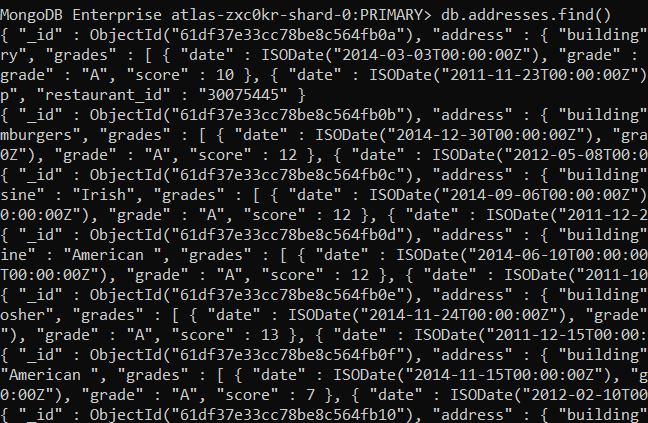 MongoDB Enterprise atlas-zxc0kr-shard-0:PRIMARY> db.addresses.find()
{ "_id" : ObjectId("61df37e33cc78be8c564fb0a"), "address" : { "building"
ry", "grades" : [ { "date" : ISODate("2014-03-03T00:00:00Z"), "grade" :
grade" : "A", "score" : 10 }, { "date" : ISODate("2011-11-23T00:00:00Z")
p", "restaurant_id" : "30075445" }
{ "_id" : ObjectId("61df37e33cc78be8c564fb0b"), "address" : { "building"
mburgers", "grades" : [ { "date" : ISODate("2014-12-30T00:00:00Z"), "gra
0Z"), "grade" : "A", "score" : 12 }, { "date" : ISODate("2012-05-08T00:0
{ "_id" : ObjectId("61df37e33cc78be8c564fb0c"), "address" : { "building"
sine" : "Irish", "grades" : [ { "date" : ISODate("2014-09-06T00:00:00Z")
0:00:00Z"), "grade" : "A", "score" : 12 }, { "date" : ISODate("2011-12-2
{ "_id" : ObjectId("61df37e33cc78be8c564fb0d"), "address" : { "building"
ine" : "American ", "grades" : [ { "date" : ISODate("2014-06-10T00:00:00
T00:00:00Z"), "grade" : "A", "score" : 12 }, { "date" : ISODate("2011-10
{ "_id" : ObjectId("61df37e33cc78be8c564fb0e"), "address" : { "building"
osher", "grades" : [ { "date" : ISODate("2014-11-24T00:00:00Z"), "grade"
"), "grade" : "A", "score" : 13 }, { "date" : ISODate("2011-12-15T00:00:
{ "_id" : ObjectId("61df37e33cc78be8c564fb0f"), "address" : { "building"
"American ", "grades" : [ { "date" : ISODate("2014-11-15T00:00:00Z"), "g
0:00Z"), "grade" : "A", "score" : 7 }, { "date" : ISODate("2012-02-10T00
{ "_id" : ObjectId("61df37e33cc78be8c564fb10"), "address" : { "building"